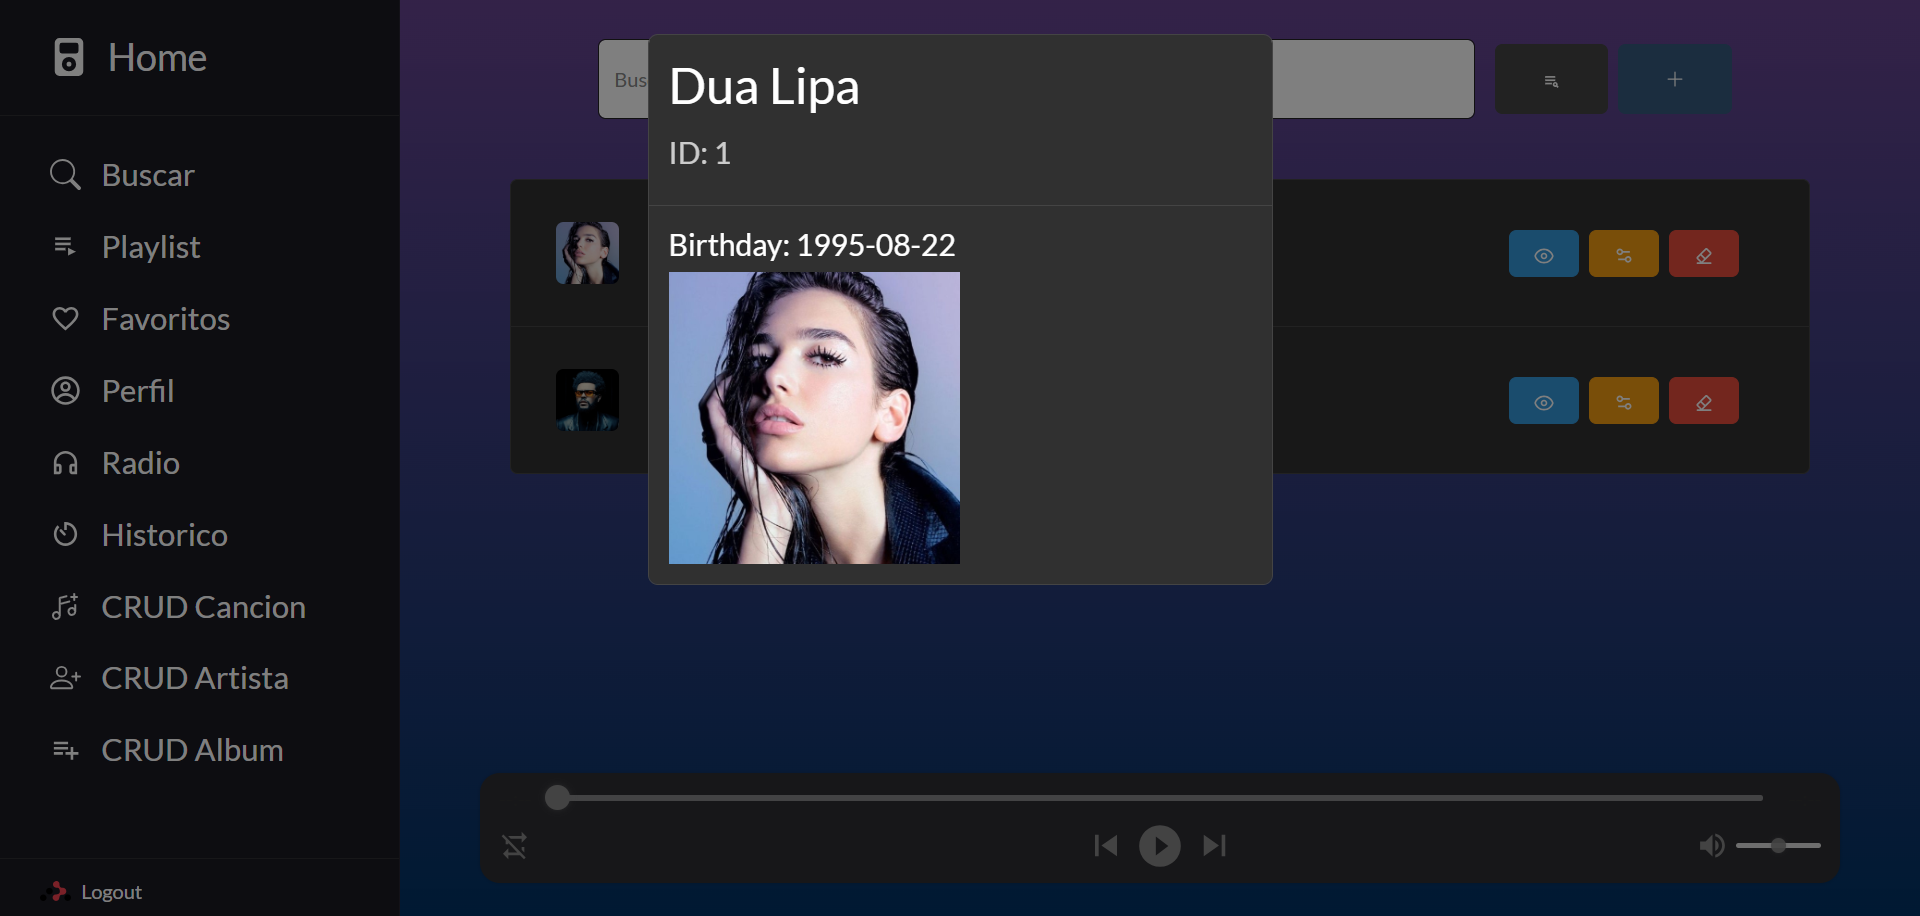 Home
Buscar
Playlist
Favoritos
Perfil
Radio
Historico
CRUD Cancion
CRUD Artista
CRUD Album
Logout
Bus
Dua Lipa
ID: 1
Birthday: 1995-08-22